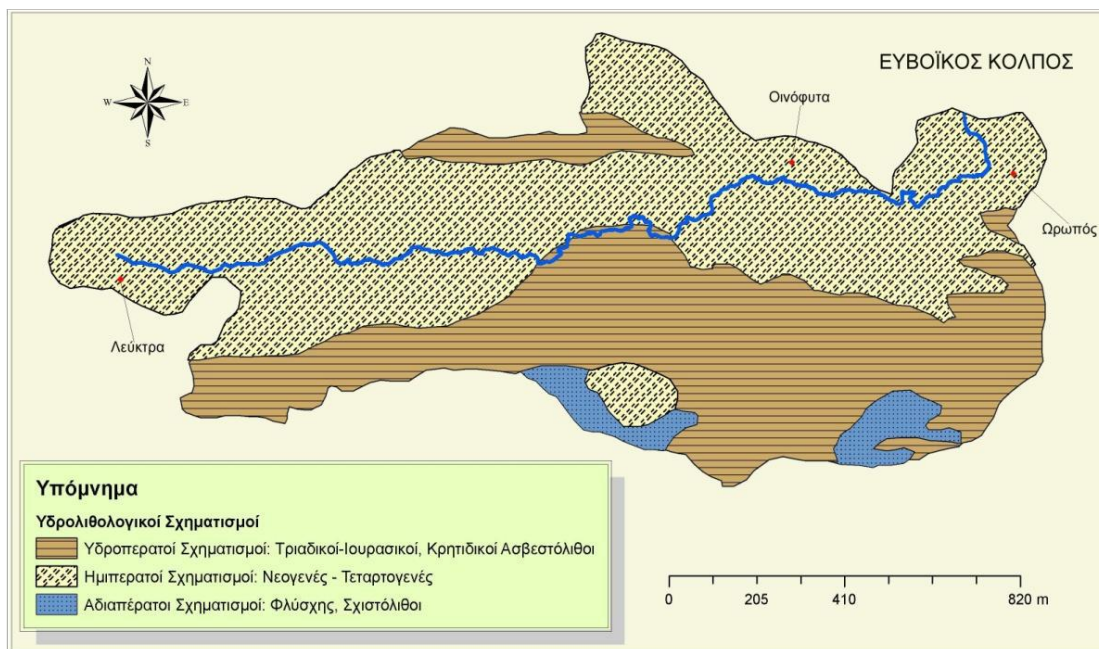 N
W E
S
ΕΥΒΟΪΚΟΣ ΚΟΛΠΟΣ
Οινόφυτα
Ωρωπός
Λεύκτρα
Υπόμνημα
Υδρολιθολογικοί Σχηματισμοί
Υδροπερατοί Σχηματισμοί: Τριαδικοί-Ιουρασικοί, Κρητιδικοί Ασβεστόλιθοι
Ημιπερατοί Σχηματισμοί: Νεογενές - Τεταρτογενές
Αδιαπέρατοι Σχηματισμοί: Φλύσχης, Σχιστόλιθοι
0 205 410 820 m